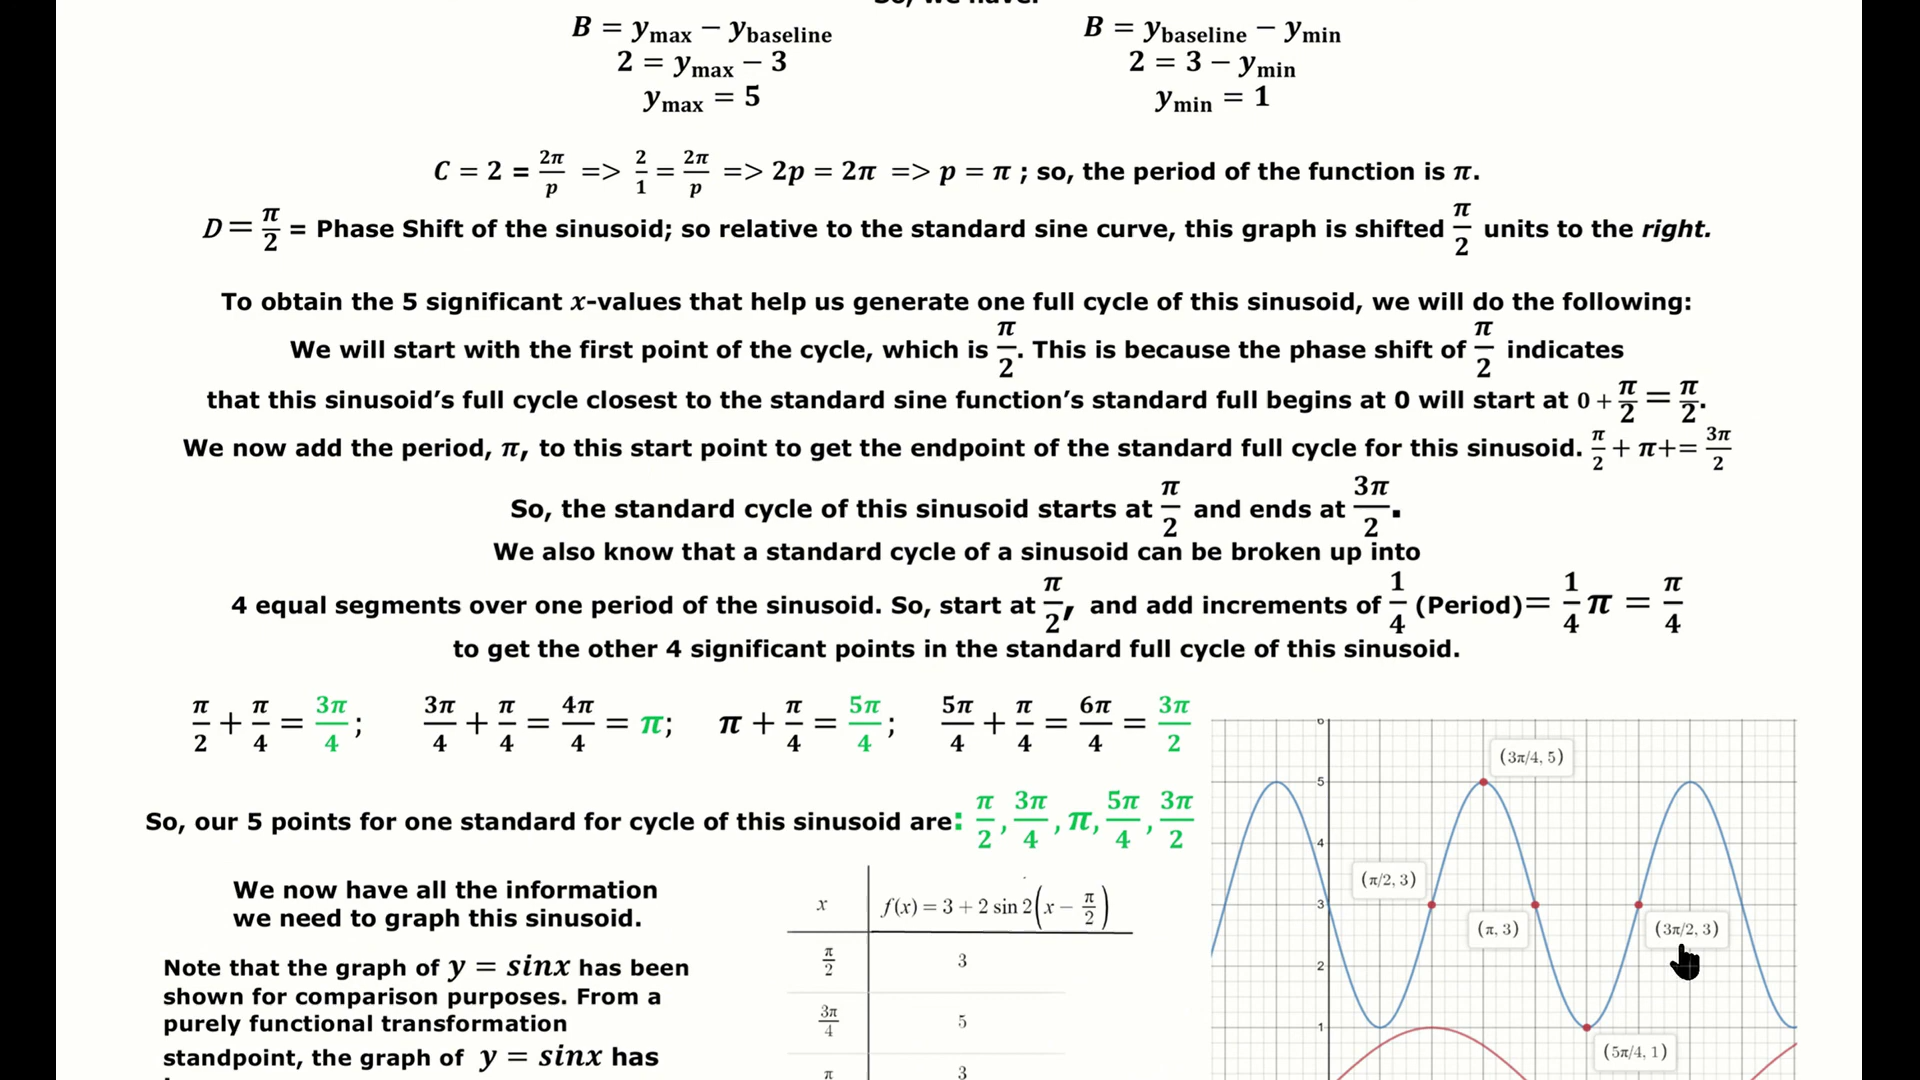 So, we have:
B = ymax − ybaseline
2 = ymax − 3
ymax = 5
B = ybaseline − ymin
2 = 3 − ymin
ymin = 1
C = 2 = 2π/p => 2/1 = 2π/p => 2p = 2π => p = π ; so, the period of the function is π.
D = π/2 = Phase Shift of the sinusoid; so relative to the standard sine curve, this graph is shifted π/2 units to the right.
To obtain the 5 significant x-values that help us generate one full cycle of this sinusoid, we will do the following:
We will start with the first point of the cycle, which is π/2. This is because the phase shift of π/2 indicates
that this sinusoid’s full cycle closest to the standard sine function’s standard full begins at 0 will start at 0 + π/2 = π/2.
We now add the period, π, to this start point to get the endpoint of the standard full cycle for this sinusoid. π/2 + π+= 3π/2
So, the standard cycle of this sinusoid starts at π/2 and ends at 3π/2.
We also know that a standard cycle of a sinusoid can be broken up into
4 equal segments over one period of the sinusoid. So, start at π/2, and add increments of 1/4 (Period)= 1/4 π = π/4
to get the other 4 significant points in the standard full cycle of this sinusoid.
π/2 + π/4 = 3π/4; 3π/4 + π/4 = 4π/4 = π; π + π/4 = 5π/4; 5π/4 + π/4 = 6π/4 = 3π/2
So, our 5 points for one standard for cycle of this sinusoid are: π/2, 3π/4, π, 5π/4, 3π/2
We now have all the information
we need to graph this sinusoid.
Note that the graph of y = sinx has been
shown for comparison purposes. From a
purely functional transformation
standpoint, the graph of y = sinx has
x f(x) = 3 + 2 sin 2(x − π/2)
π/2 3
3π/4 5
π 3
6
5
4
3
2
1
(3π/4, 5)
(π/2, 3)
(π, 3)
(3π/2, 3)
(5π/4, 1)